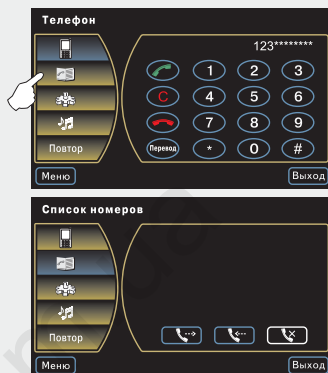 Телефон
123********
1 2 3
C 4 5 6
7 8 9
Перевод * 0 #
Повтор
Меню Выход
Список номеров
Повтор
Меню Выход